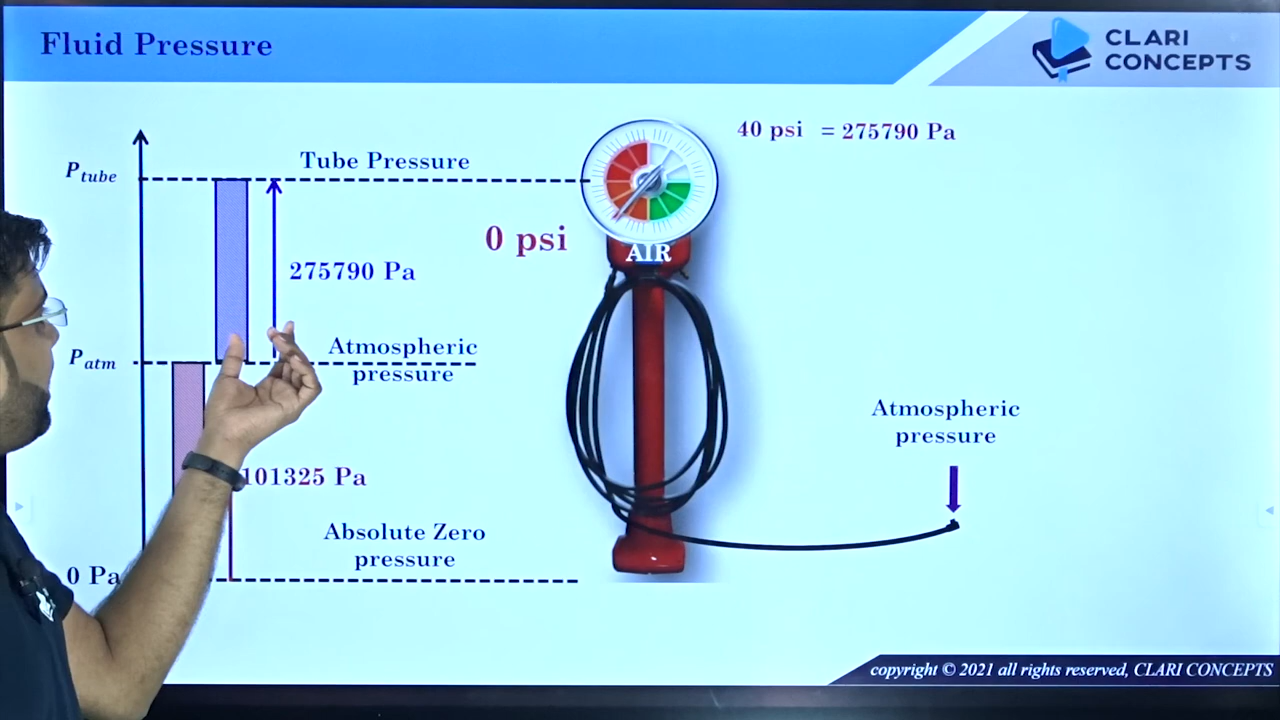 Fluid Pressure
CLARI
CONCEPTS
40 psi = 275790 Pa
P_tube
Tube Pressure
0 psi
AIR
275790 Pa
P_atm
Atmospheric
pressure
Atmospheric
pressure
101325 Pa
Absolute Zero
pressure
0 Pa
copyright © 2021 all rights reserved, CLARI CONCEPTS